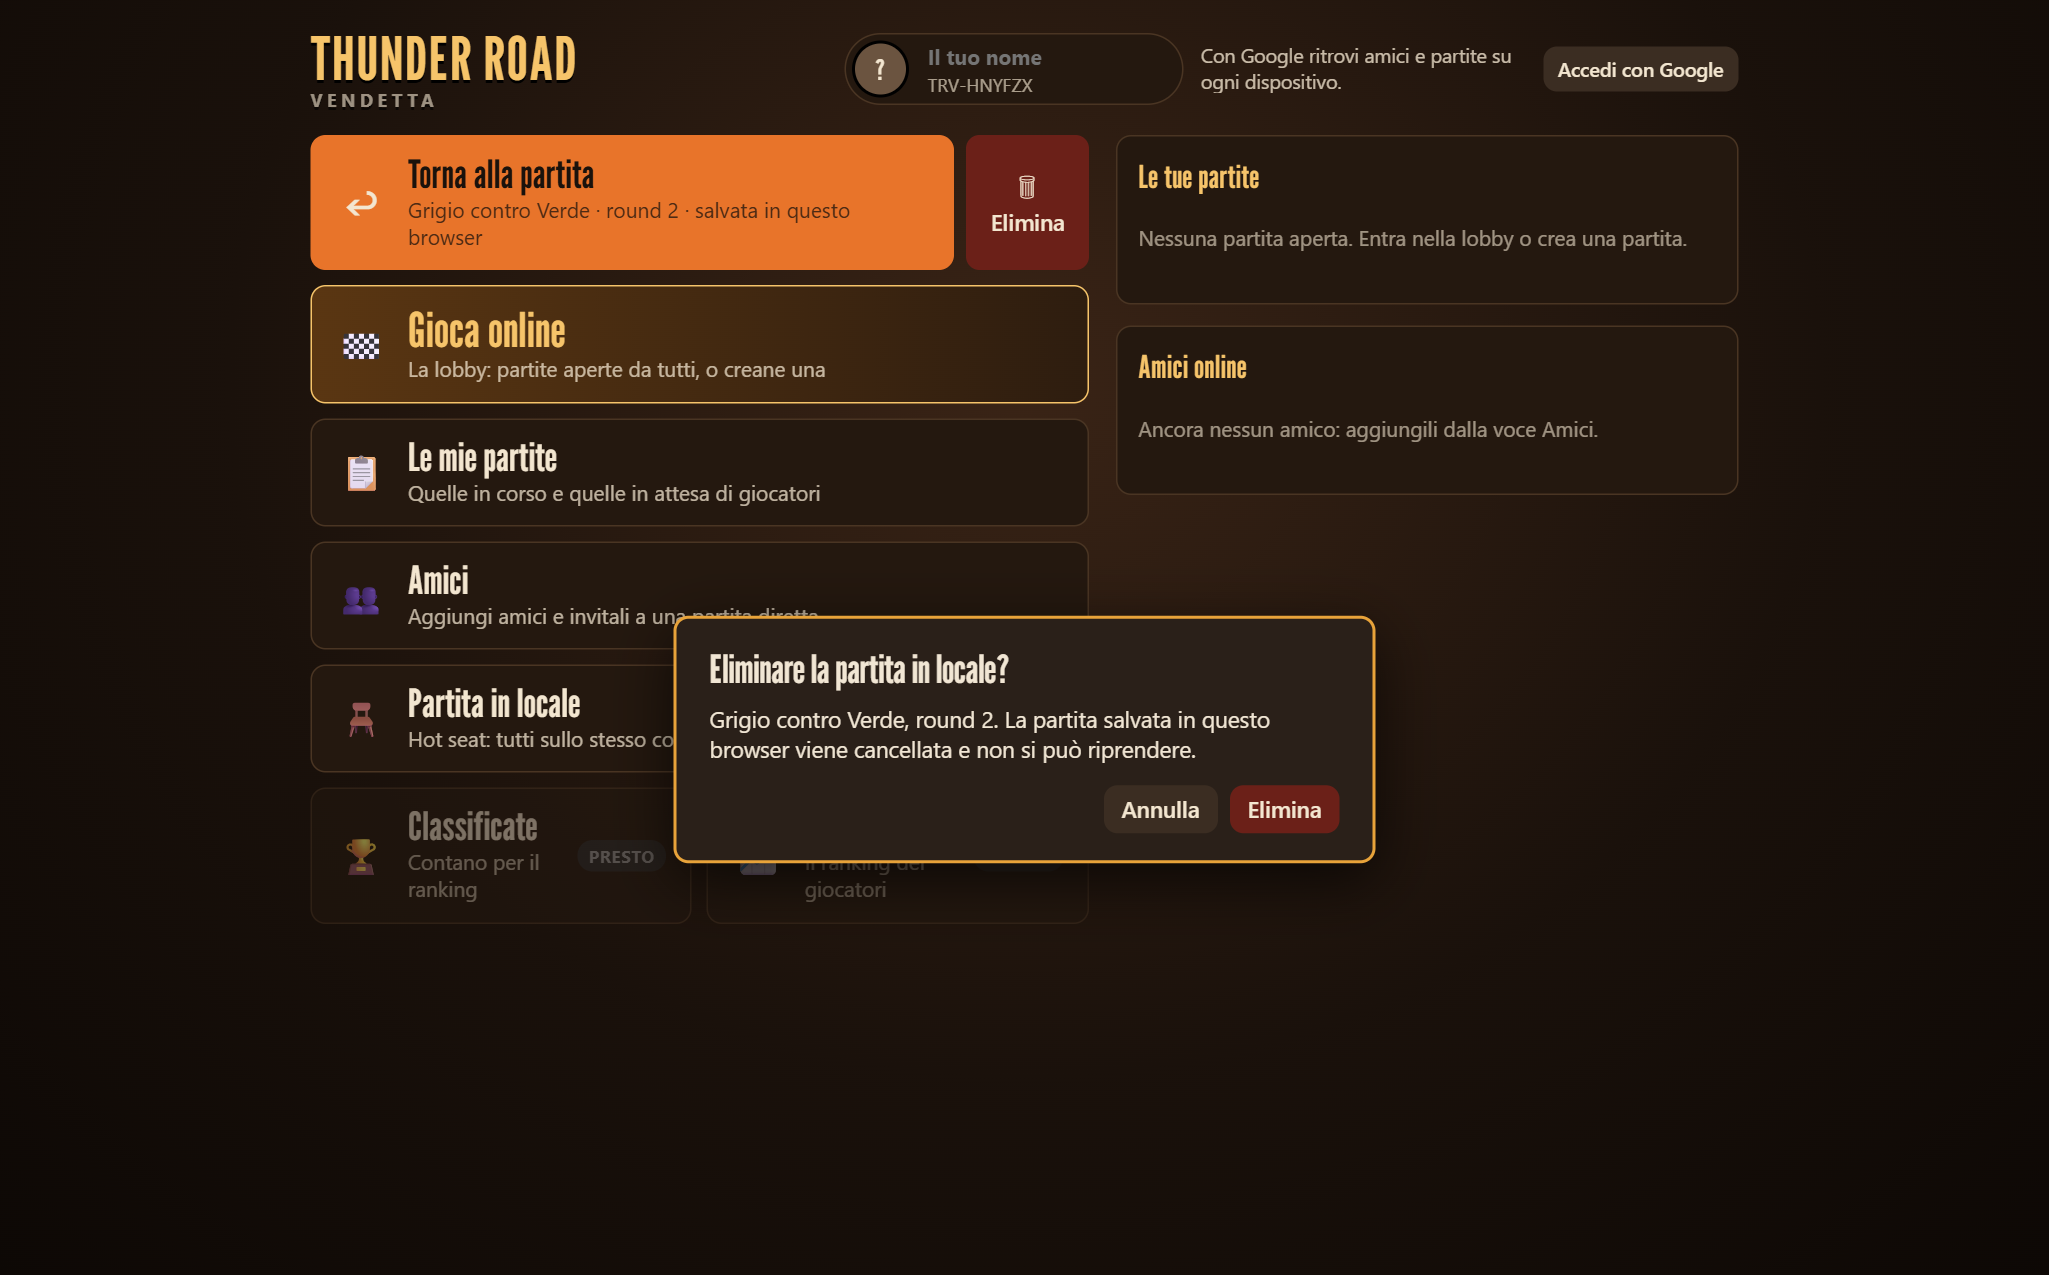 THUNDER ROAD
VENDETTA
?
Il tuo nome
TRV-HNYFZX
Con Google ritrovi amici e partite su
ogni dispositivo.
Accedi con Google
Torna alla partita
Grigio contro Verde · round 2 · salvata in questo
browser
Elimina
Gioca online
La lobby: partite aperte da tutti, o creane una
Le mie partite
Quelle in corso e quelle in attesa di giocatori
Amici
Aggiungi amici e invitali a una partita diretta
Partita in locale
Hot seat: tutti sullo stesso
Classificate
Contano per il
ranking
PRESTO
Il ranking dei
giocatori
Le tue partite
Nessuna partita aperta. Entra nella lobby o crea una partita.
Amici online
Ancora nessun amico: aggiungili dalla voce Amici.
Eliminare la partita in locale?
Grigio contro Verde, round 2. La partita salvata in questo
browser viene cancellata e non si può riprendere.
Annulla
Elimina